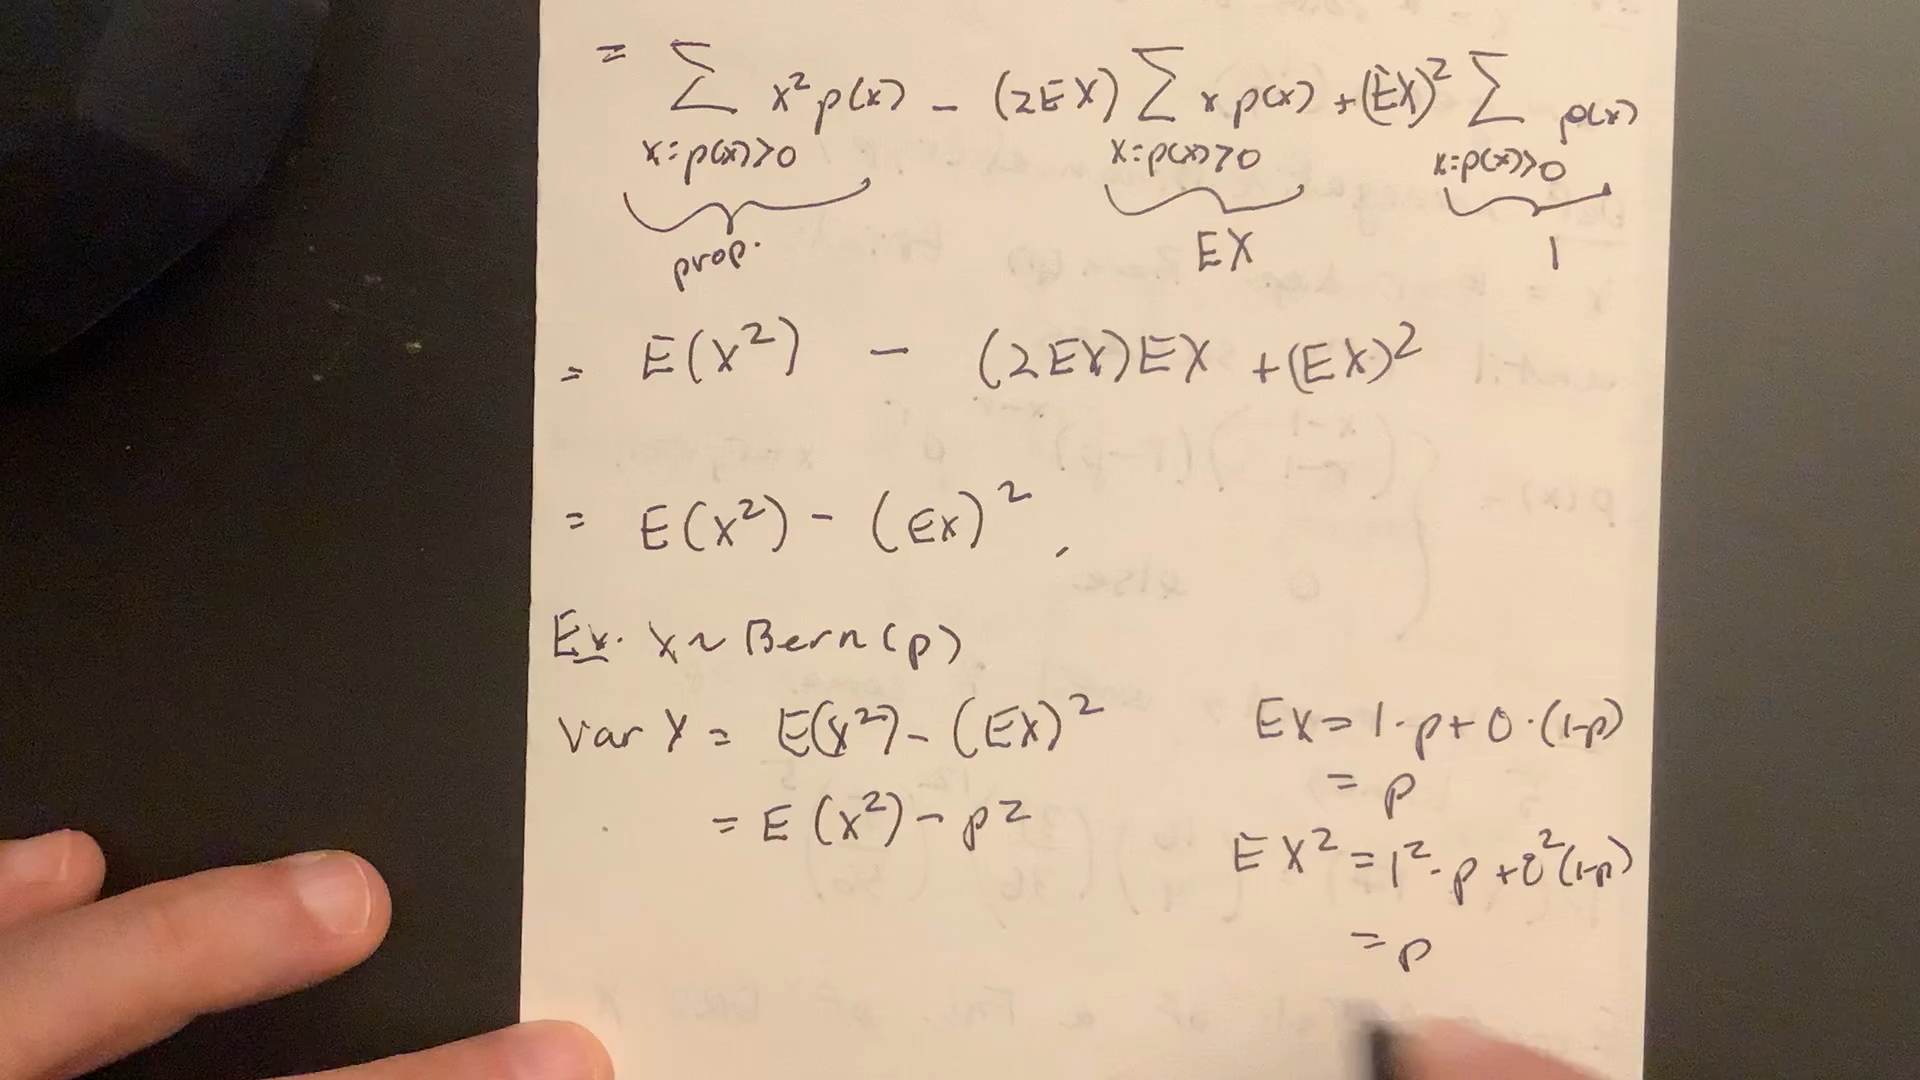 = Σ x² p(x) - (2EX) Σ x p(x) + (EX)² Σ p(x)
x:p(x)>0 x:p(x)>0 x:p(x)>0
prop. EX 1
= E(X²) - (2EX)EX + (EX)²
= E(X²) - (EX)²,
Ex. X ~ Bern(p)
Var X = E(X²) - (EX)²
= E(X²) - p²
EX = 1·p + 0·(1-p)
= p
EX² = 1²·p + 0²(1-p)
= p